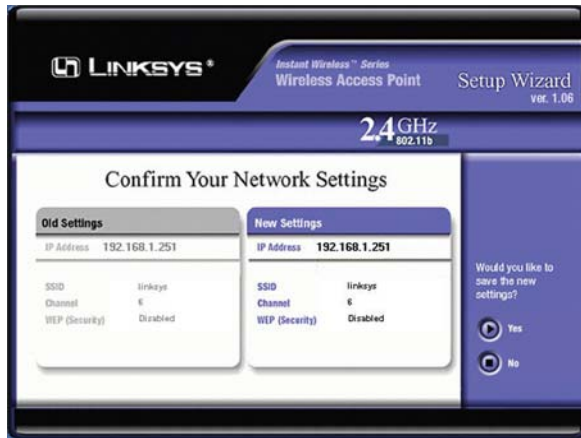 LINKSYS®
Instant Wireless™ Series
Wireless Access Point
Setup Wizard
ver. 1.06
2.4 GHz
802.11b
Confirm Your Network Settings
Old Settings
IP Address 192.168.1.251
SSID linksys
Channel 6
WEP (Security) Disabled
New Settings
IP Address 192.168.1.251
SSID linksys
Channel 6
WEP (Security) Disabled
Would you like to
save the new
settings?
Yes
No